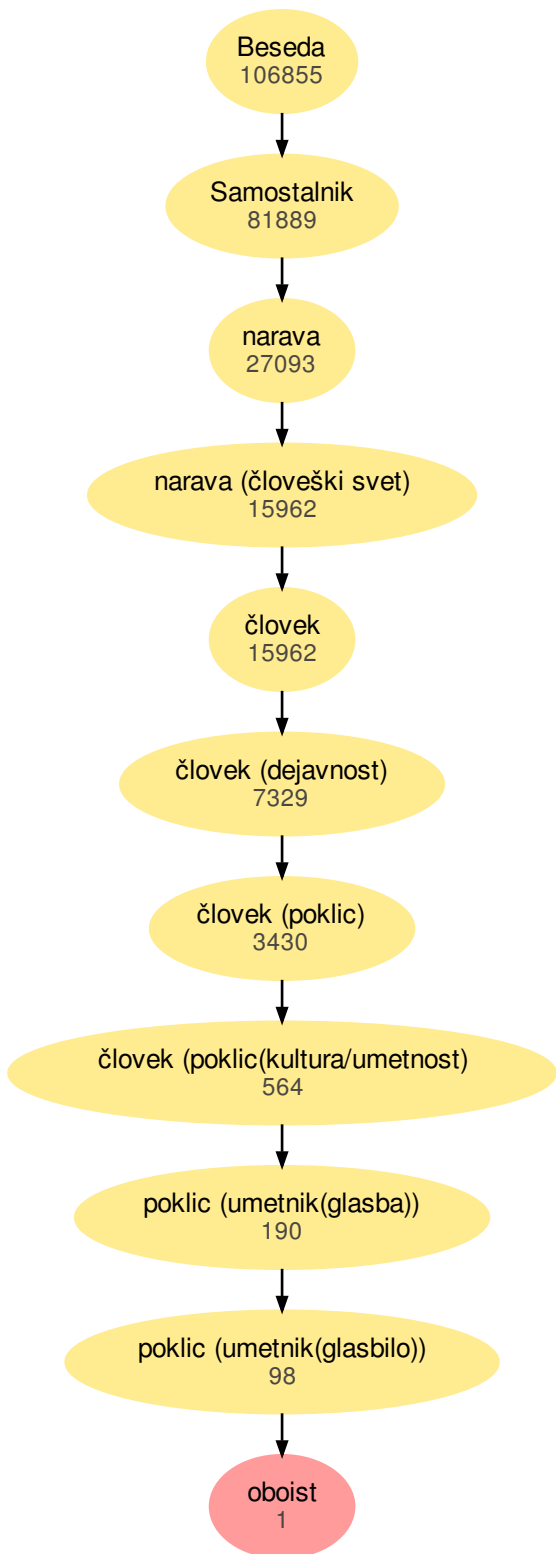 Beseda
106855
Samostalnik
81889
narava
27093
narava (človeški svet)
15962
človek
15962
človek (dejavnost)
7329
človek (poklic)
3430
človek (poklic(kultura/umetnost)
564
poklic (umetnik(glasba))
190
poklic (umetnik(glasbilo))
98
oboist
1